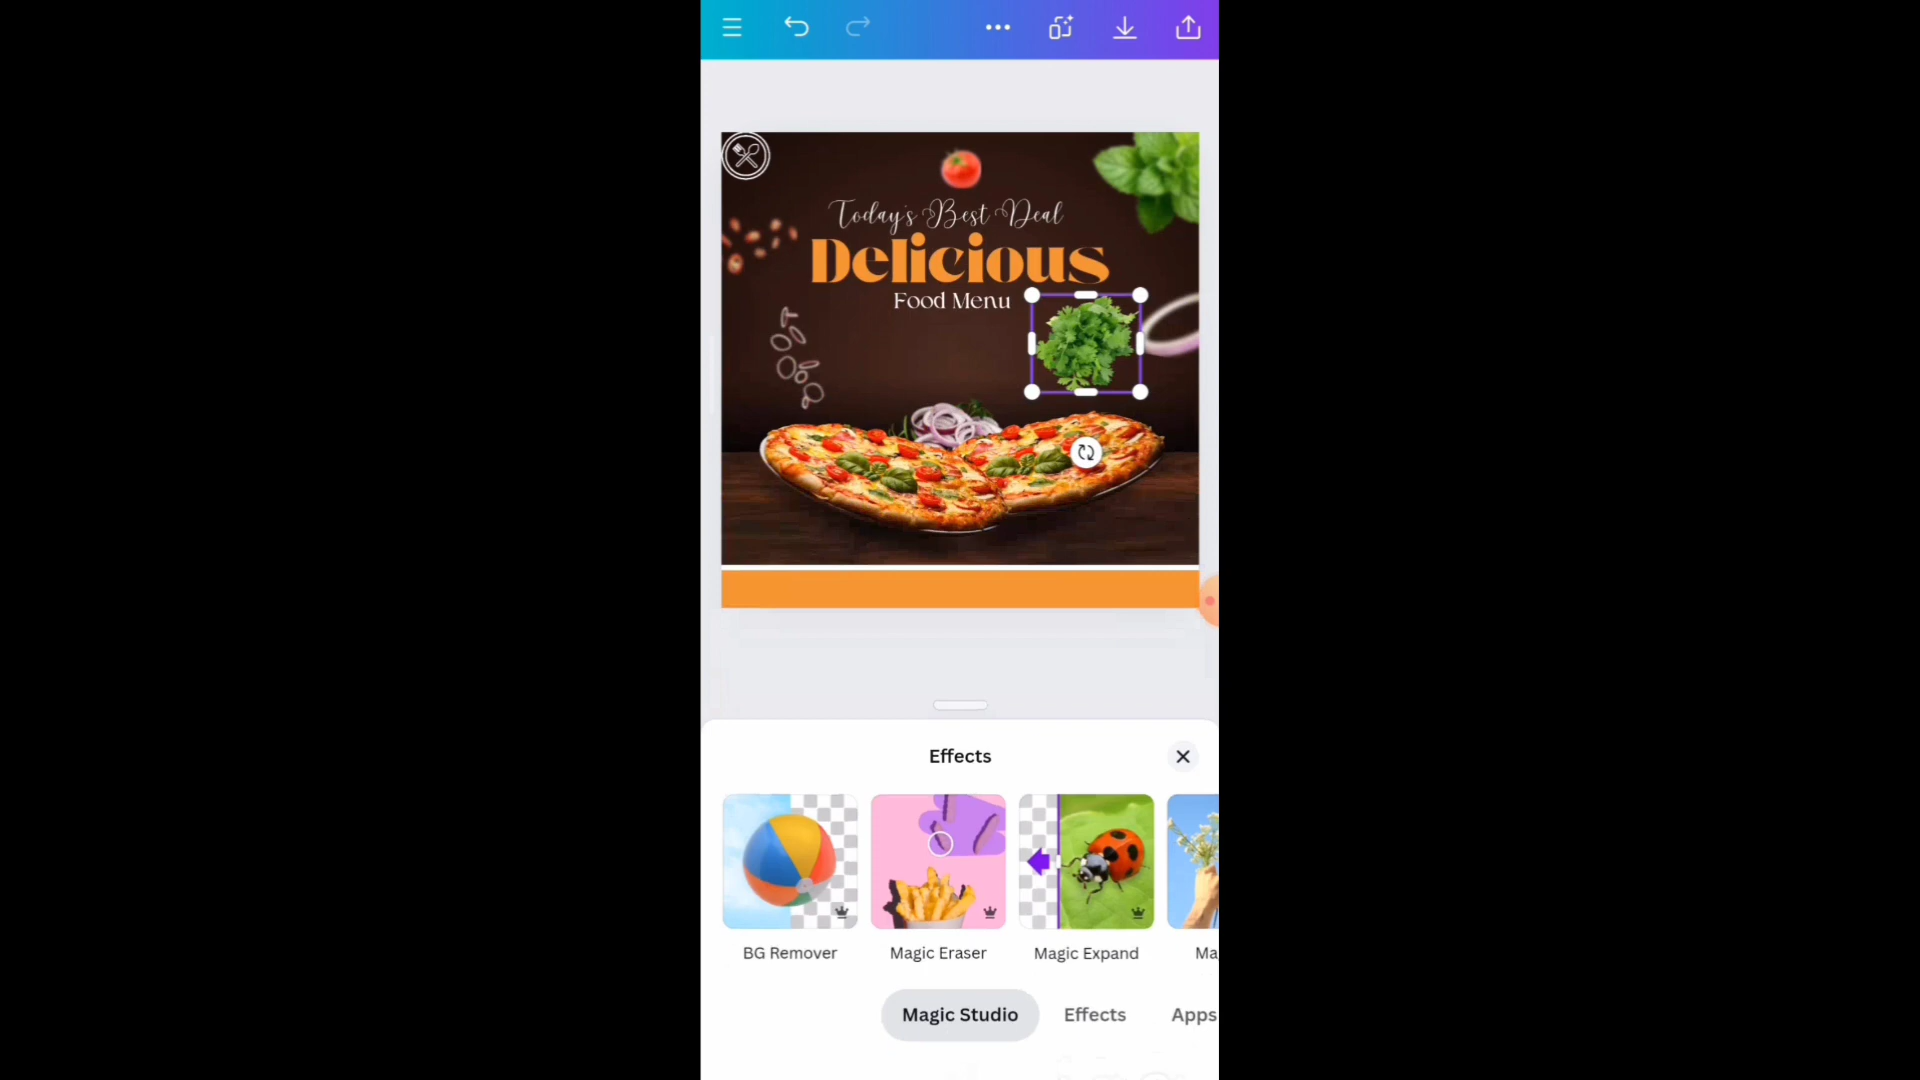 Today's Best Deal
Delicious
Food Menu
Effects
BG Remover
Magic Eraser
Magic Expand
Ma
Magic Studio
Effects
Apps